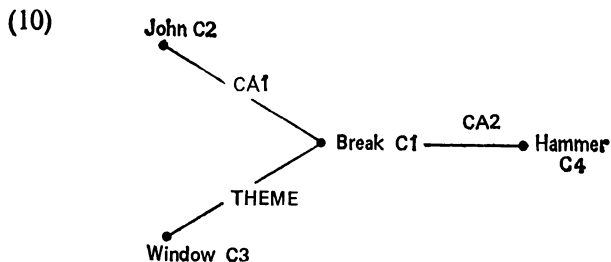 (10)
John C2
CA1
CA2
Break C1
Hammer
C4
THEME
Window C3